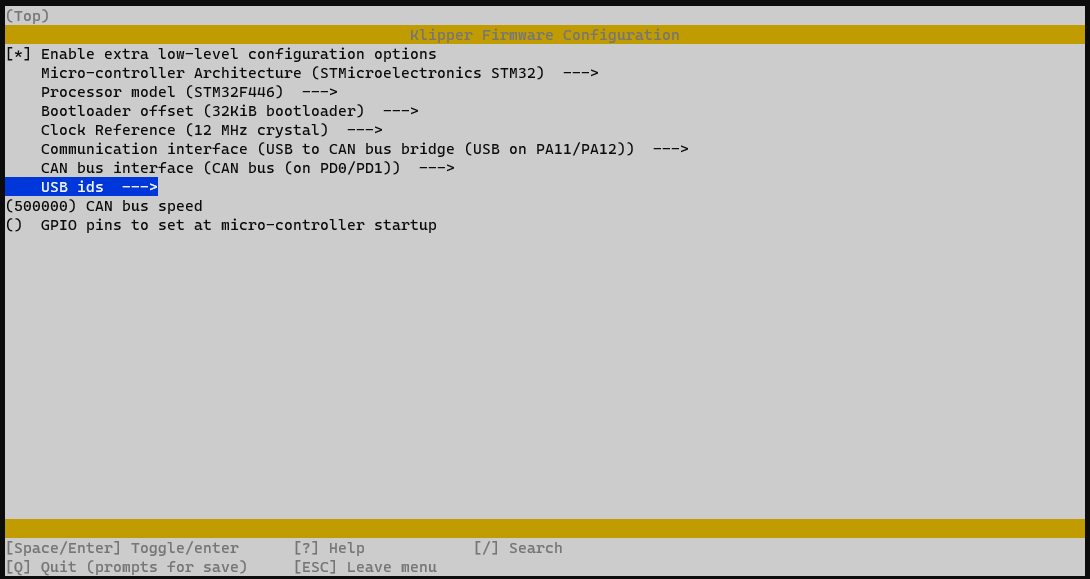 (Top)
Klipper Firmware Configuration
[*] Enable extra low-level configuration options
Micro-controller Architecture (STMicroelectronics STM32)  --->
Processor model (STM32F446)  --->
Bootloader offset (32KiB bootloader)  --->
Clock Reference (12 MHz crystal)  --->
Communication interface (USB to CAN bus bridge (USB on PA11/PA12))  --->
CAN bus interface (CAN bus (on PD0/PD1))  --->
USB ids  --->
(500000) CAN bus speed
()  GPIO pins to set at micro-controller startup
[Space/Enter] Toggle/enter      [?] Help            [/] Search
[Q] Quit (prompts for save)     [ESC] Leave menu